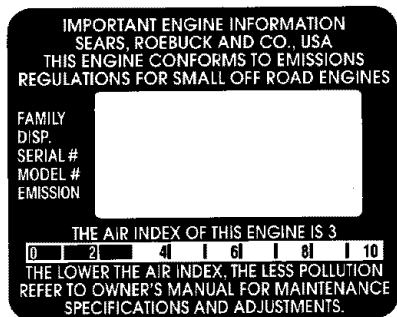 IMPORTANT ENGINE INFORMATION
SEARS, ROEBUCK AND CO., USA
THIS ENGINE CONFORMS TO EMISSIONS
REGULATIONS FOR SMALL OFF ROAD ENGINES
FAMILY
DISP.
SERIAL #
MODEL #
EMISSION
THE AIR INDEX OF THIS ENGINE IS 3
0 2 4 6 8 10
THE LOWER THE AIR INDEX, THE LESS POLLUTION
REFER TO OWNER'S MANUAL FOR MAINTENANCE
SPECIFICATIONS AND ADJUSTMENTS.